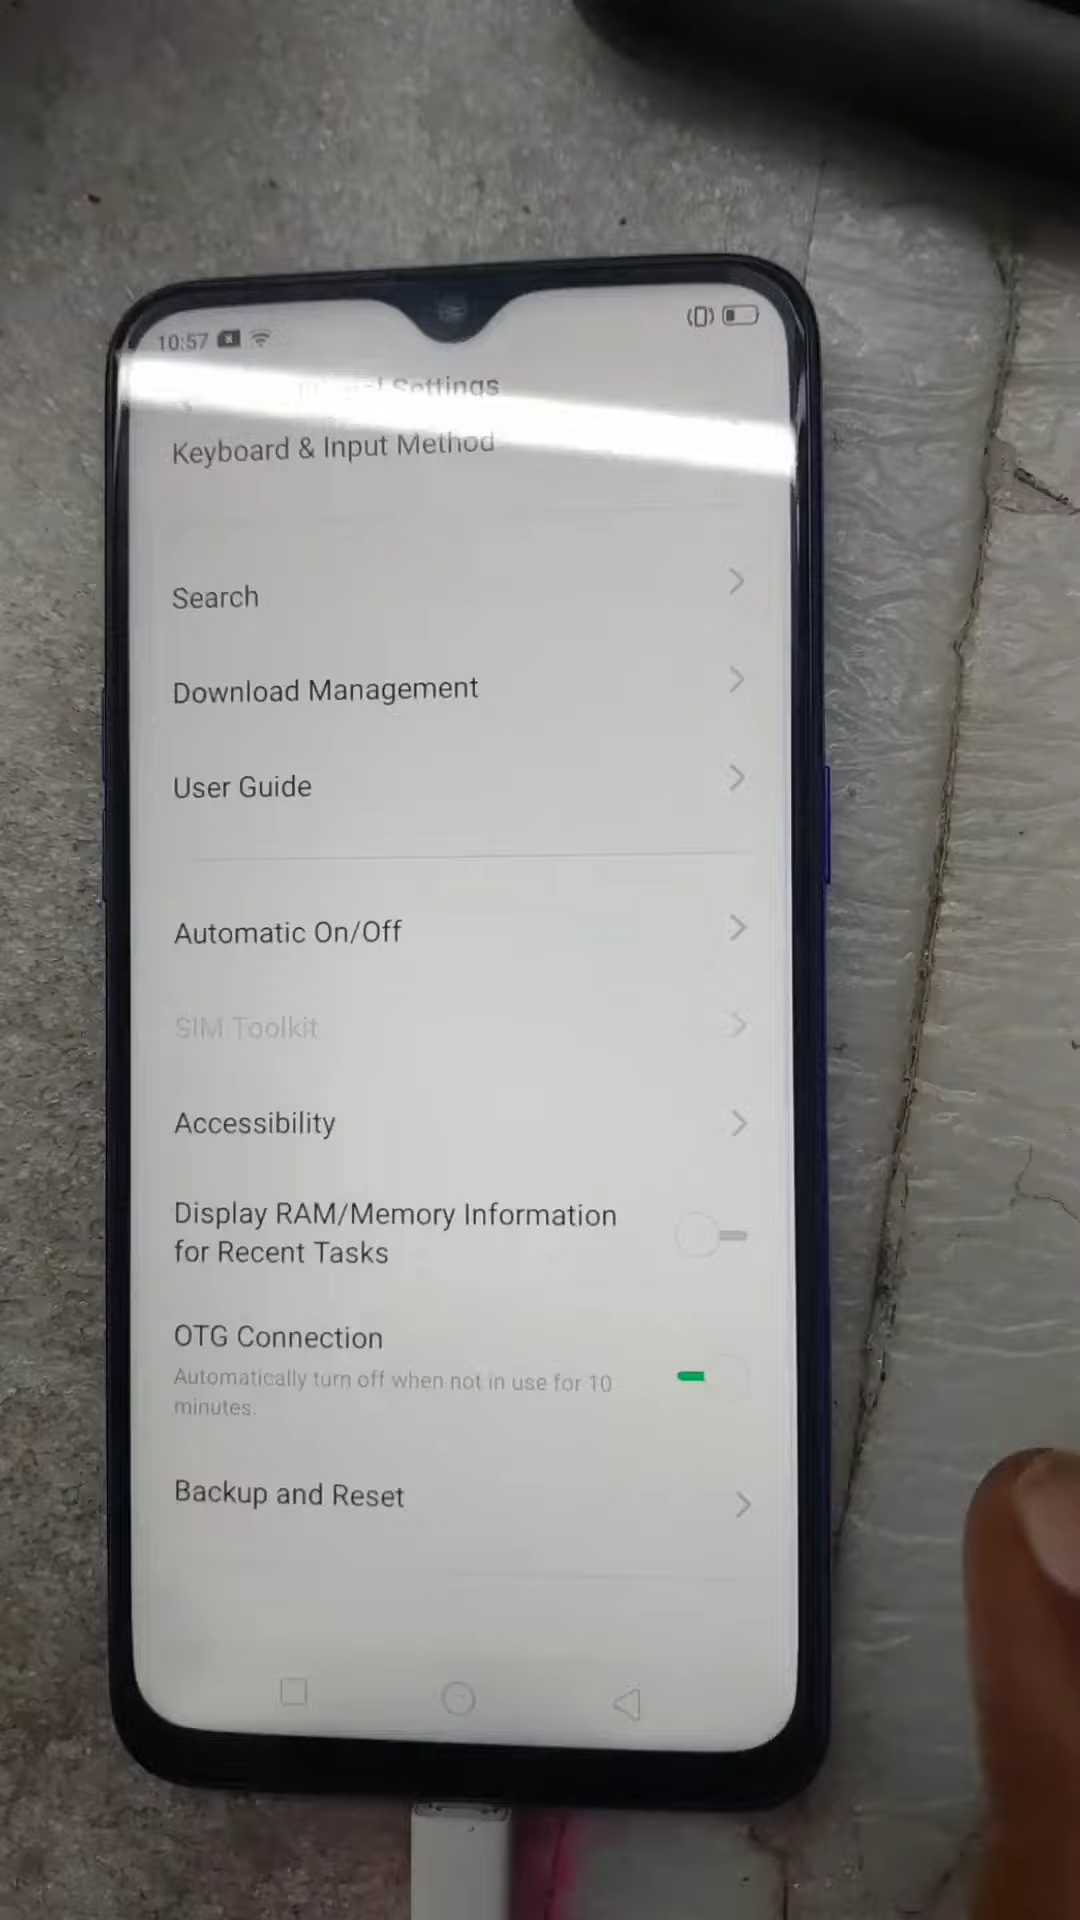 10:57
Settings
Keyboard & Input Method
Search
Download Management
User Guide
Automatic On/Off
SIM Toolkit
Accessibility
Display RAM/Memory Information
for Recent Tasks
OTG Connection
Automatically turn off when not in use for 10
minutes.
Backup and Reset